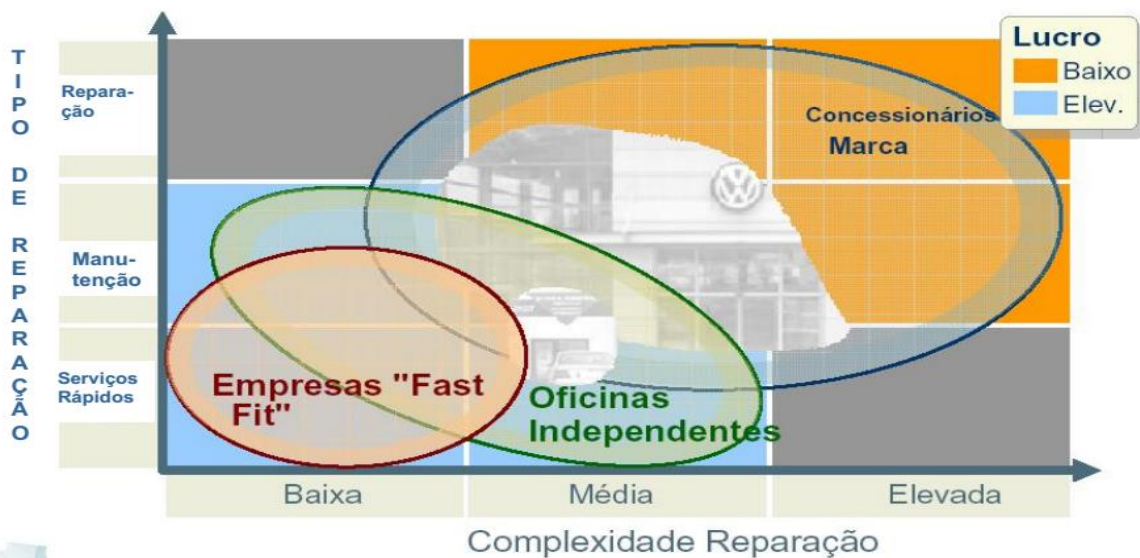 Lucro
Baixo
Elev.
TIPO DE REPARAÇÃO
Repara-
ção
Manu-
tenção
Serviços
Rápidos
Concessionários
Marca
Empresas "Fast
Fit"
Oficinas
Independentes
Baixa
Média
Elevada
Complexidade Reparação